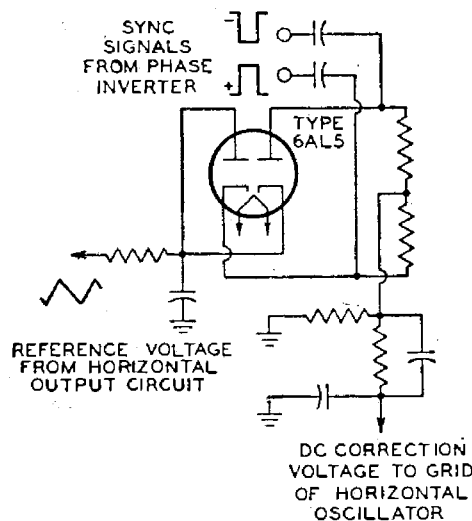 SYNC
SIGNALS
FROM PHASE
INVERTER
−
+
TYPE
6AL5
REFERENCE VOLTAGE
FROM HORIZONTAL
OUTPUT CIRCUIT
DC CORRECTION
VOLTAGE TO GRID
OF HORIZONTAL
OSCILLATOR